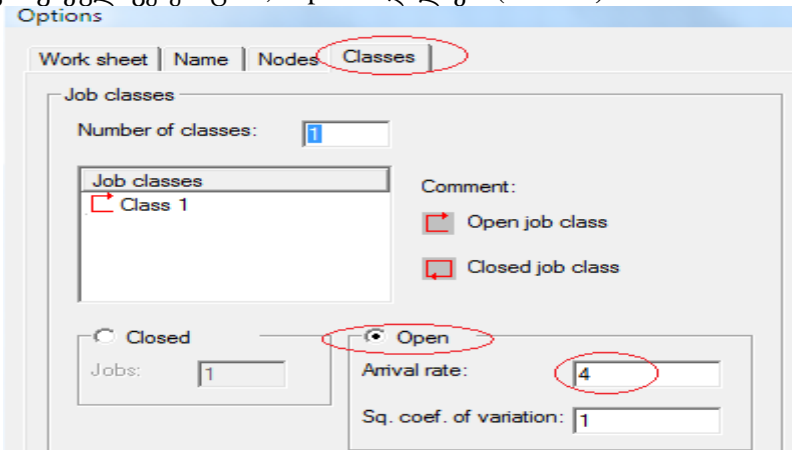 Options
Work sheet Name Nodes Classes
Job classes
Number of classes: 1
Job classes
Class 1
Comment:
Open job class
Closed job class
Closed
Jobs: 1
Open
Arrival rate: 4
Sq. coef. of variation: 1